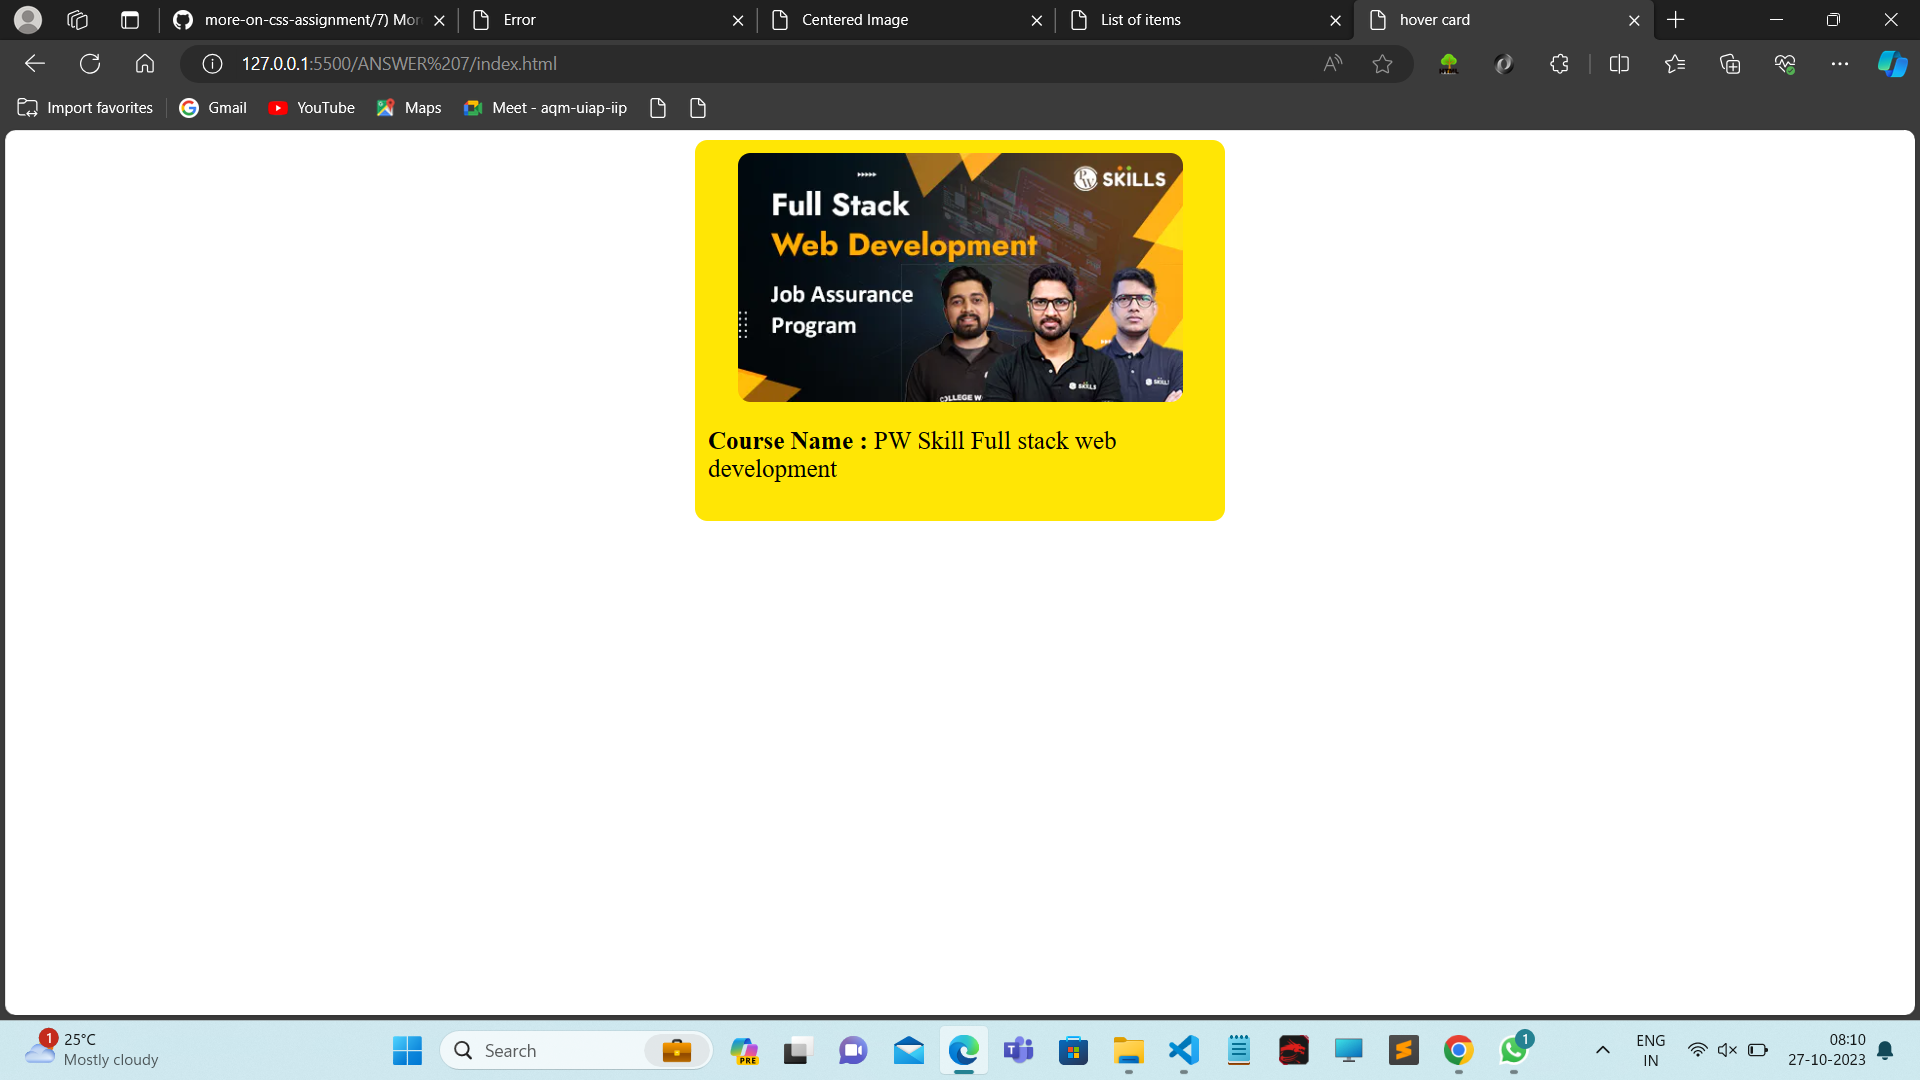 more-on-css-assignment/7) Mor
Error
Centered Image
List of items
hover card
127.0.0.1:5500/ANSWER%207/index.html
Import favorites
Gmail
YouTube
Maps
Meet - aqm-uiap-iip
PW SKILLS
Full Stack
Web Development
Job Assurance
Program
SKILLS
SKILLS
COLLEGE W
Course Name : PW Skill Full stack web
development
1
25°C
Mostly cloudy
Search
PRE
1
ENG
IN
08:10
27-10-2023